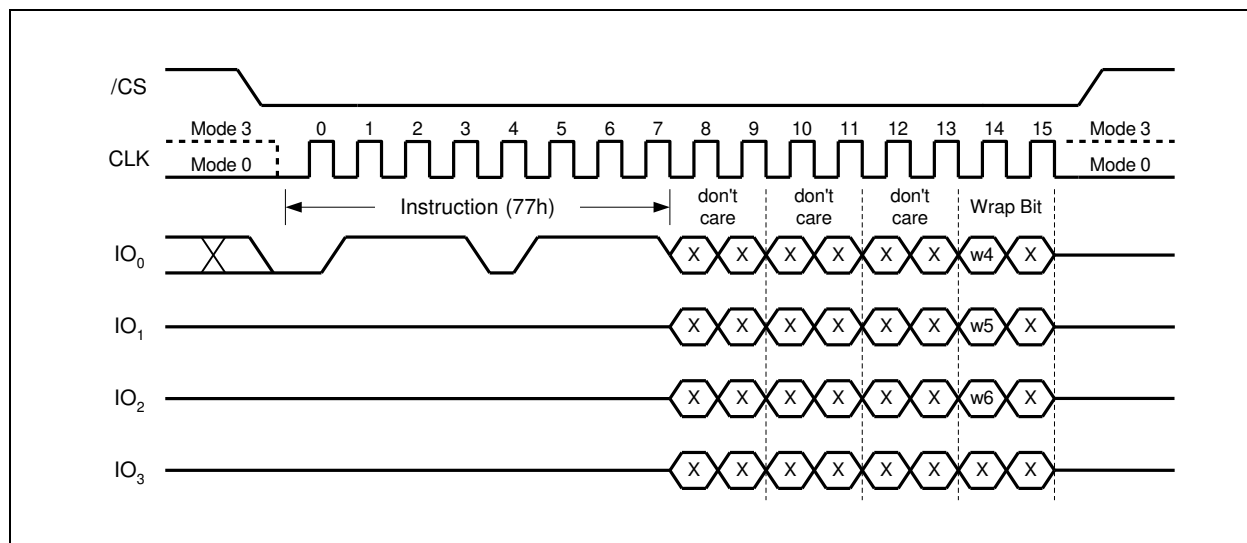 /CS
Mode 3 0 1 2 3 4 5 6 7 8 9 10 11 12 13 14 15 Mode 3
CLK
Mode 0 Mode 0
Instruction (77h) don't care don't care don't care Wrap Bit
IO0 X X X X X X w4 X
IO1 X X X X X X w5 X
IO2 X X X X X X w6 X
IO3 X X X X X X X X